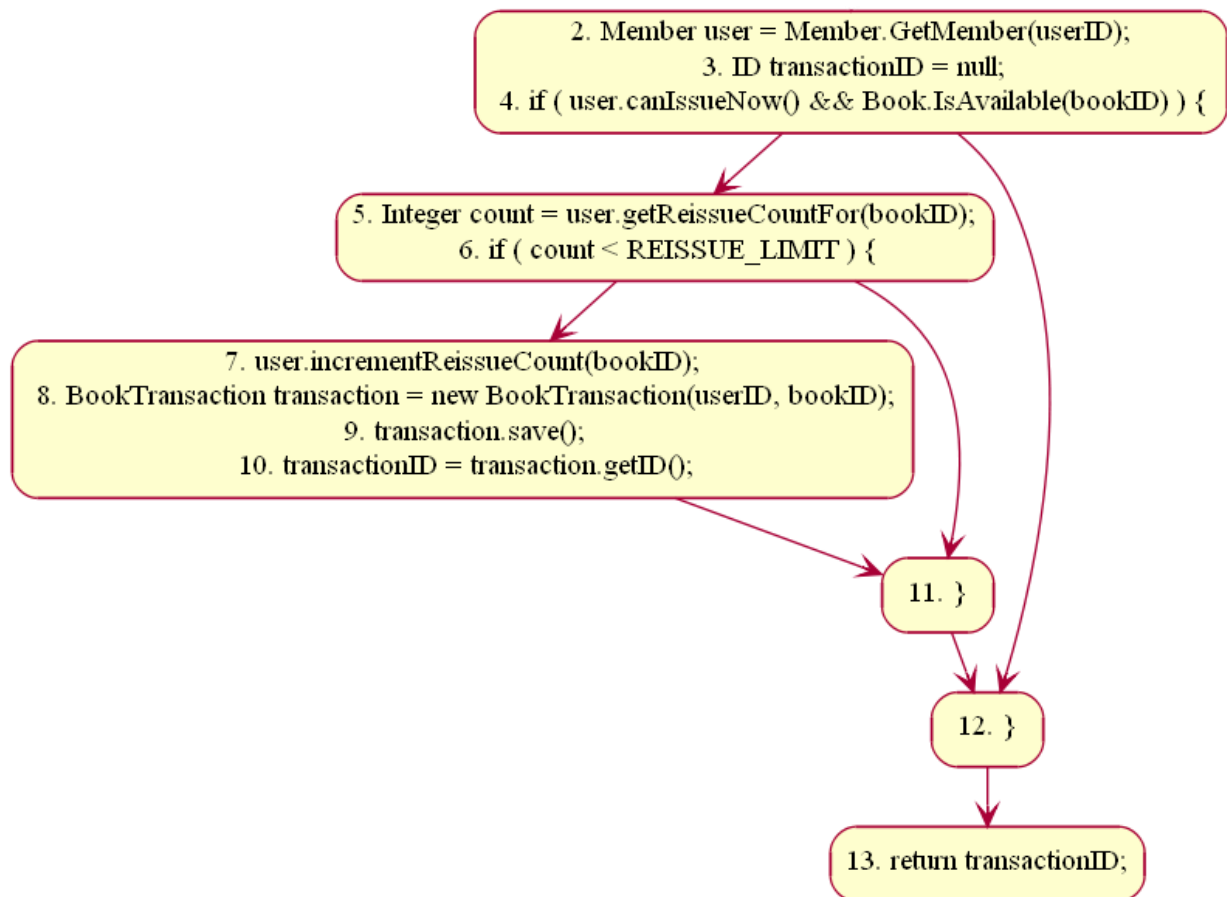 2. Member user = Member.GetMember(userID);
3. ID transactionID = null;
4. if ( user.canIssueNow() && Book.IsAvailable(bookID) ) {
5. Integer count = user.getReissueCountFor(bookID);
6. if ( count < REISSUE_LIMIT ) {
7. user.incrementReissueCount(bookID);
8. BookTransaction transaction = new BookTransaction(userID, bookID);
9. transaction.save();
10. transactionID = transaction.getID();
11. }
12. }
13. return transactionID;